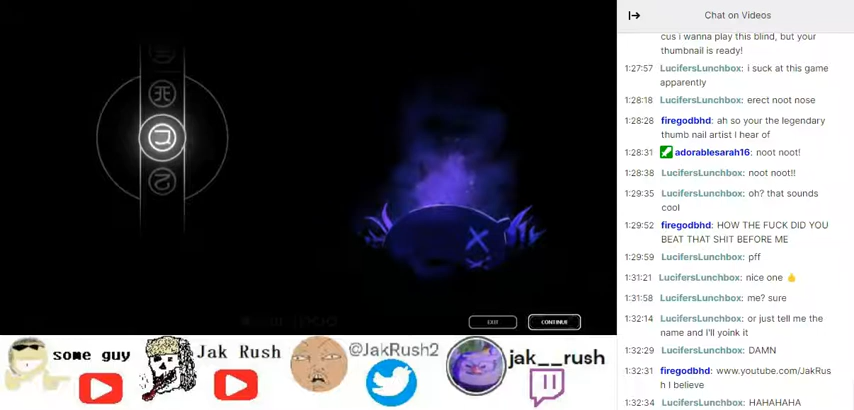 EXIT
CONTINUE
some guy
Jak Rush
@JakRush2
jak__rush
Chat on Videos
cus i wanna play this blind, but your
thumbnail is ready!
1:27:57 LucifersLunchbox: i suck at this game
apparently
1:28:18 LucifersLunchbox: erect noot nose
1:28:28 firegodbhd: ah so your the legendary
thumb nail artist I hear of
1:28:31 adorablesarah16: noot noot!
1:28:38 LucifersLunchbox: noot noot!!
1:29:35 LucifersLunchbox: oh? that sounds
cool
1:29:52 firegodbhd: HOW THE FUCK DID YOU
BEAT THAT SHIT BEFORE ME
1:29:59 LucifersLunchbox: pff
1:31:21 LucifersLunchbox: nice one 👍
1:31:58 LucifersLunchbox: me? sure
1:32:14 LucifersLunchbox: or just tell me the
name and I'll yoink it
1:32:29 LucifersLunchbox: DAMN
1:32:31 firegodbhd: www.youtube.com/JakRus
h I believe
1:32:34 LucifersLunchbox: HAHAHAHA